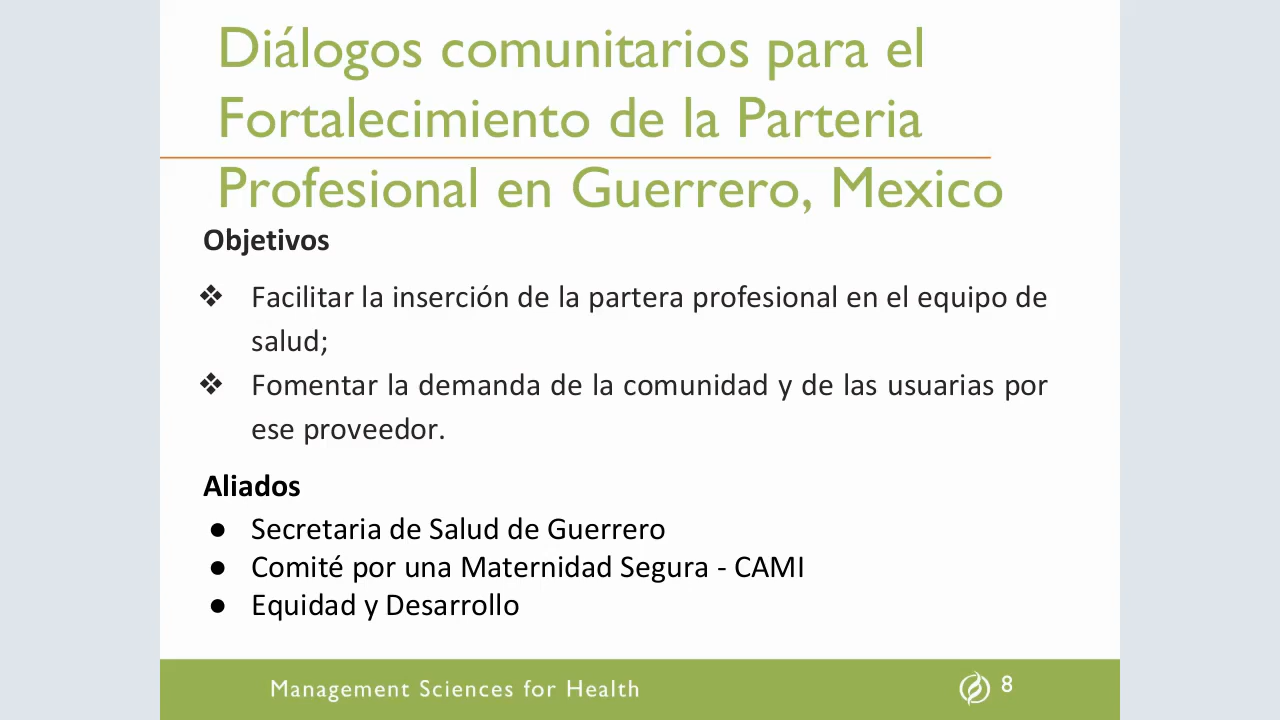 Diálogos comunitarios para el
Fortalecimiento de la Parteria
Profesional en Guerrero, Mexico
Objetivos
❖ Facilitar la inserción de la partera profesional en el equipo de
salud;
❖ Fomentar la demanda de la comunidad y de las usuarias por
ese proveedor.
Aliados
● Secretaria de Salud de Guerrero
● Comité por una Maternidad Segura - CAMI
● Equidad y Desarrollo
Management Sciences for Health
8